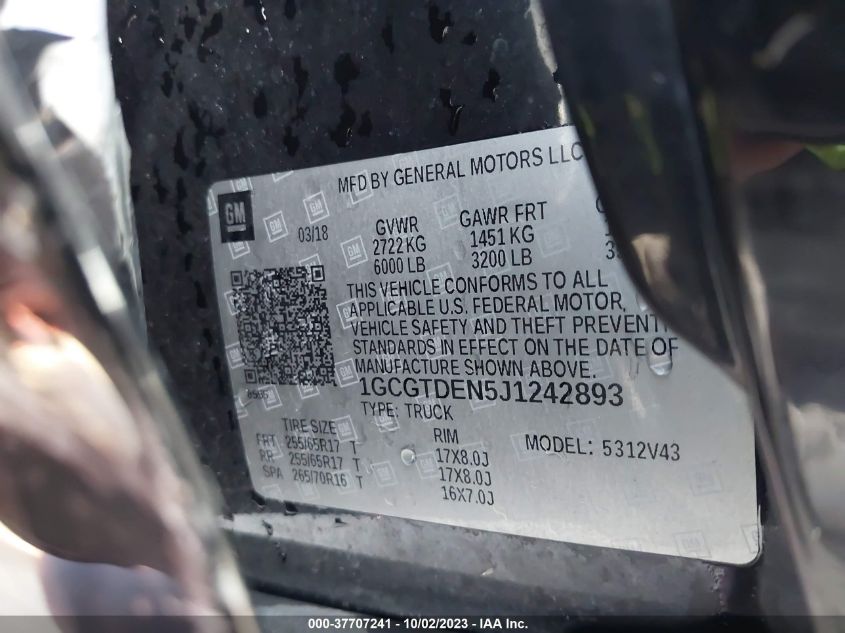 MFD BY GENERAL MOTORS LLC
GM
03/18
GVWR GAWR FRT
2722 KG 1451 KG
6000 LB 3200 LB
THIS VEHICLE CONFORMS TO ALL
APPLICABLE U.S. FEDERAL MOTOR,
VEHICLE SAFETY AND THEFT PREVENTI
STANDARDS IN EFFECT ON THE DATE OF
MANUFACTURE SHOWN ABOVE.
1GCGTDEN5J1242893
TYPE: TRUCK
TIRE SIZE RIM MODEL: 5312V43
FRT 255/65R17 T 17X8.0J
RR 255/65R17 T 17X8.0J
SPA 265/70R16 T 16X7.0J
000-37707241 - 10/02/2023 - IAA Inc.